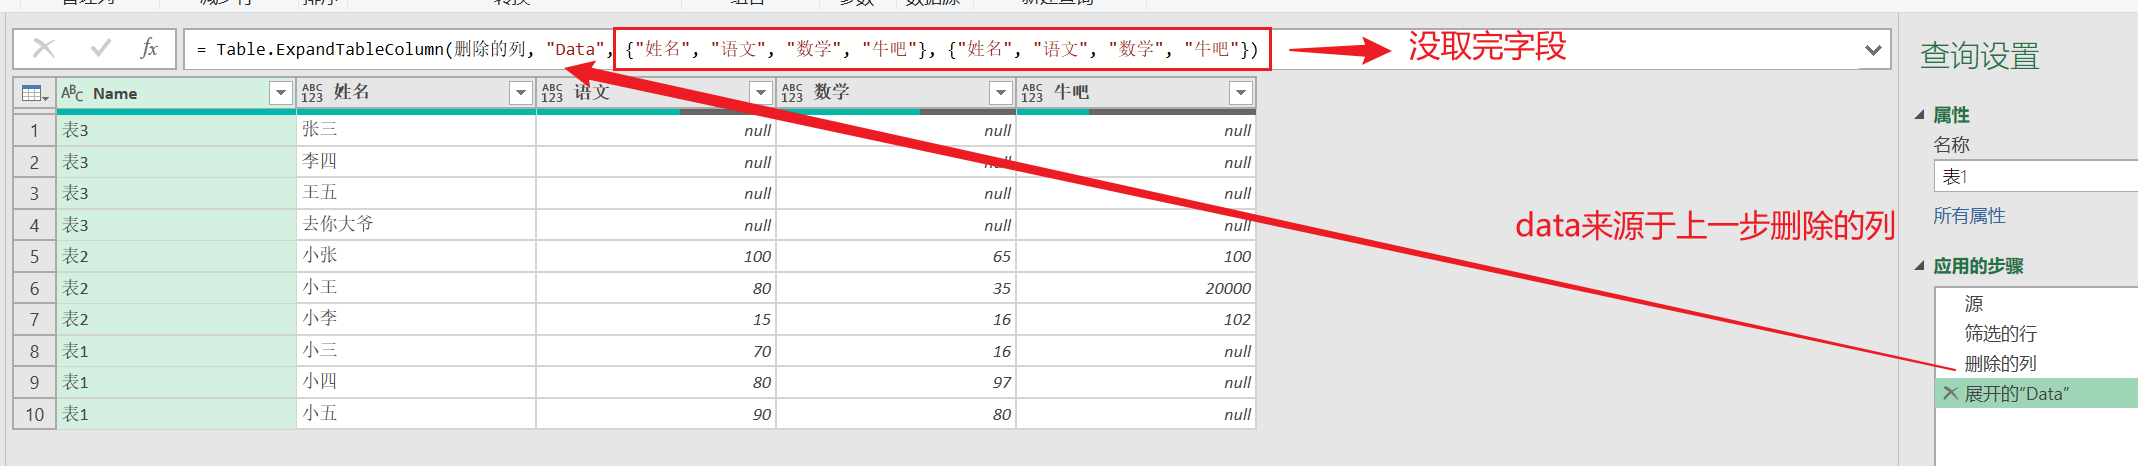 = Table.ExpandTableColumn(删除的列, "Data", {"姓名", "语文", "数学", "牛吧"}, {"姓名", "语文", "数学", "牛吧"})
没取完字段
查询设置
Name 姓名 语文 数学 牛吧
1 表3 张三 null null null
2 表3 李四 null null null
3 表3 王五 null null null
4 表3 去你大爷 null null null
5 表2 小张 100 65 100
6 表2 小王 80 35 20000
7 表2 小李 15 16 102
8 表1 小三 70 16 null
9 表1 小四 80 97 null
10 表1 小五 90 80 null
data来源于上一步删除的列
属性
名称
表1
所有属性
应用的步骤
源
筛选的行
删除的列
展开的“Data”